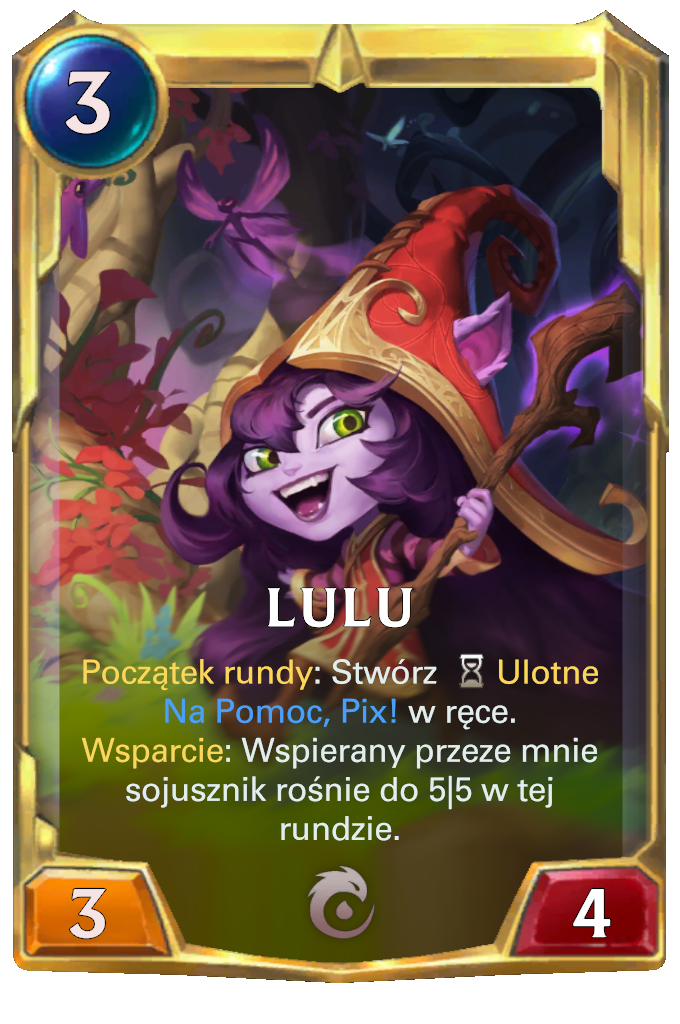 3
LULU
Początek rundy: Stwórz Ulotne
Na Pomoc, Pix! w ręce.
Wsparcie: Wspierany przeze mnie
sojusznik rośnie do 5|5 w tej
rundzie.
3
4